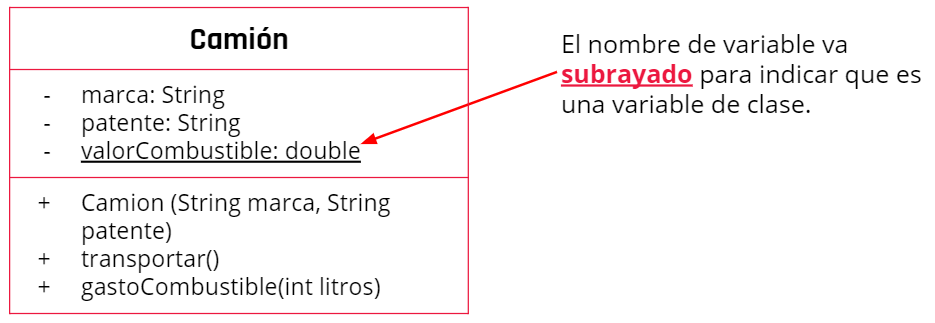 Camión
- marca: String
- patente: String
- valorCombustible: double
+ Camion (String marca, String
patente)
+ transportar()
+ gastoCombustible(int litros)
El nombre de variable va
subrayado para indicar que es
una variable de clase.